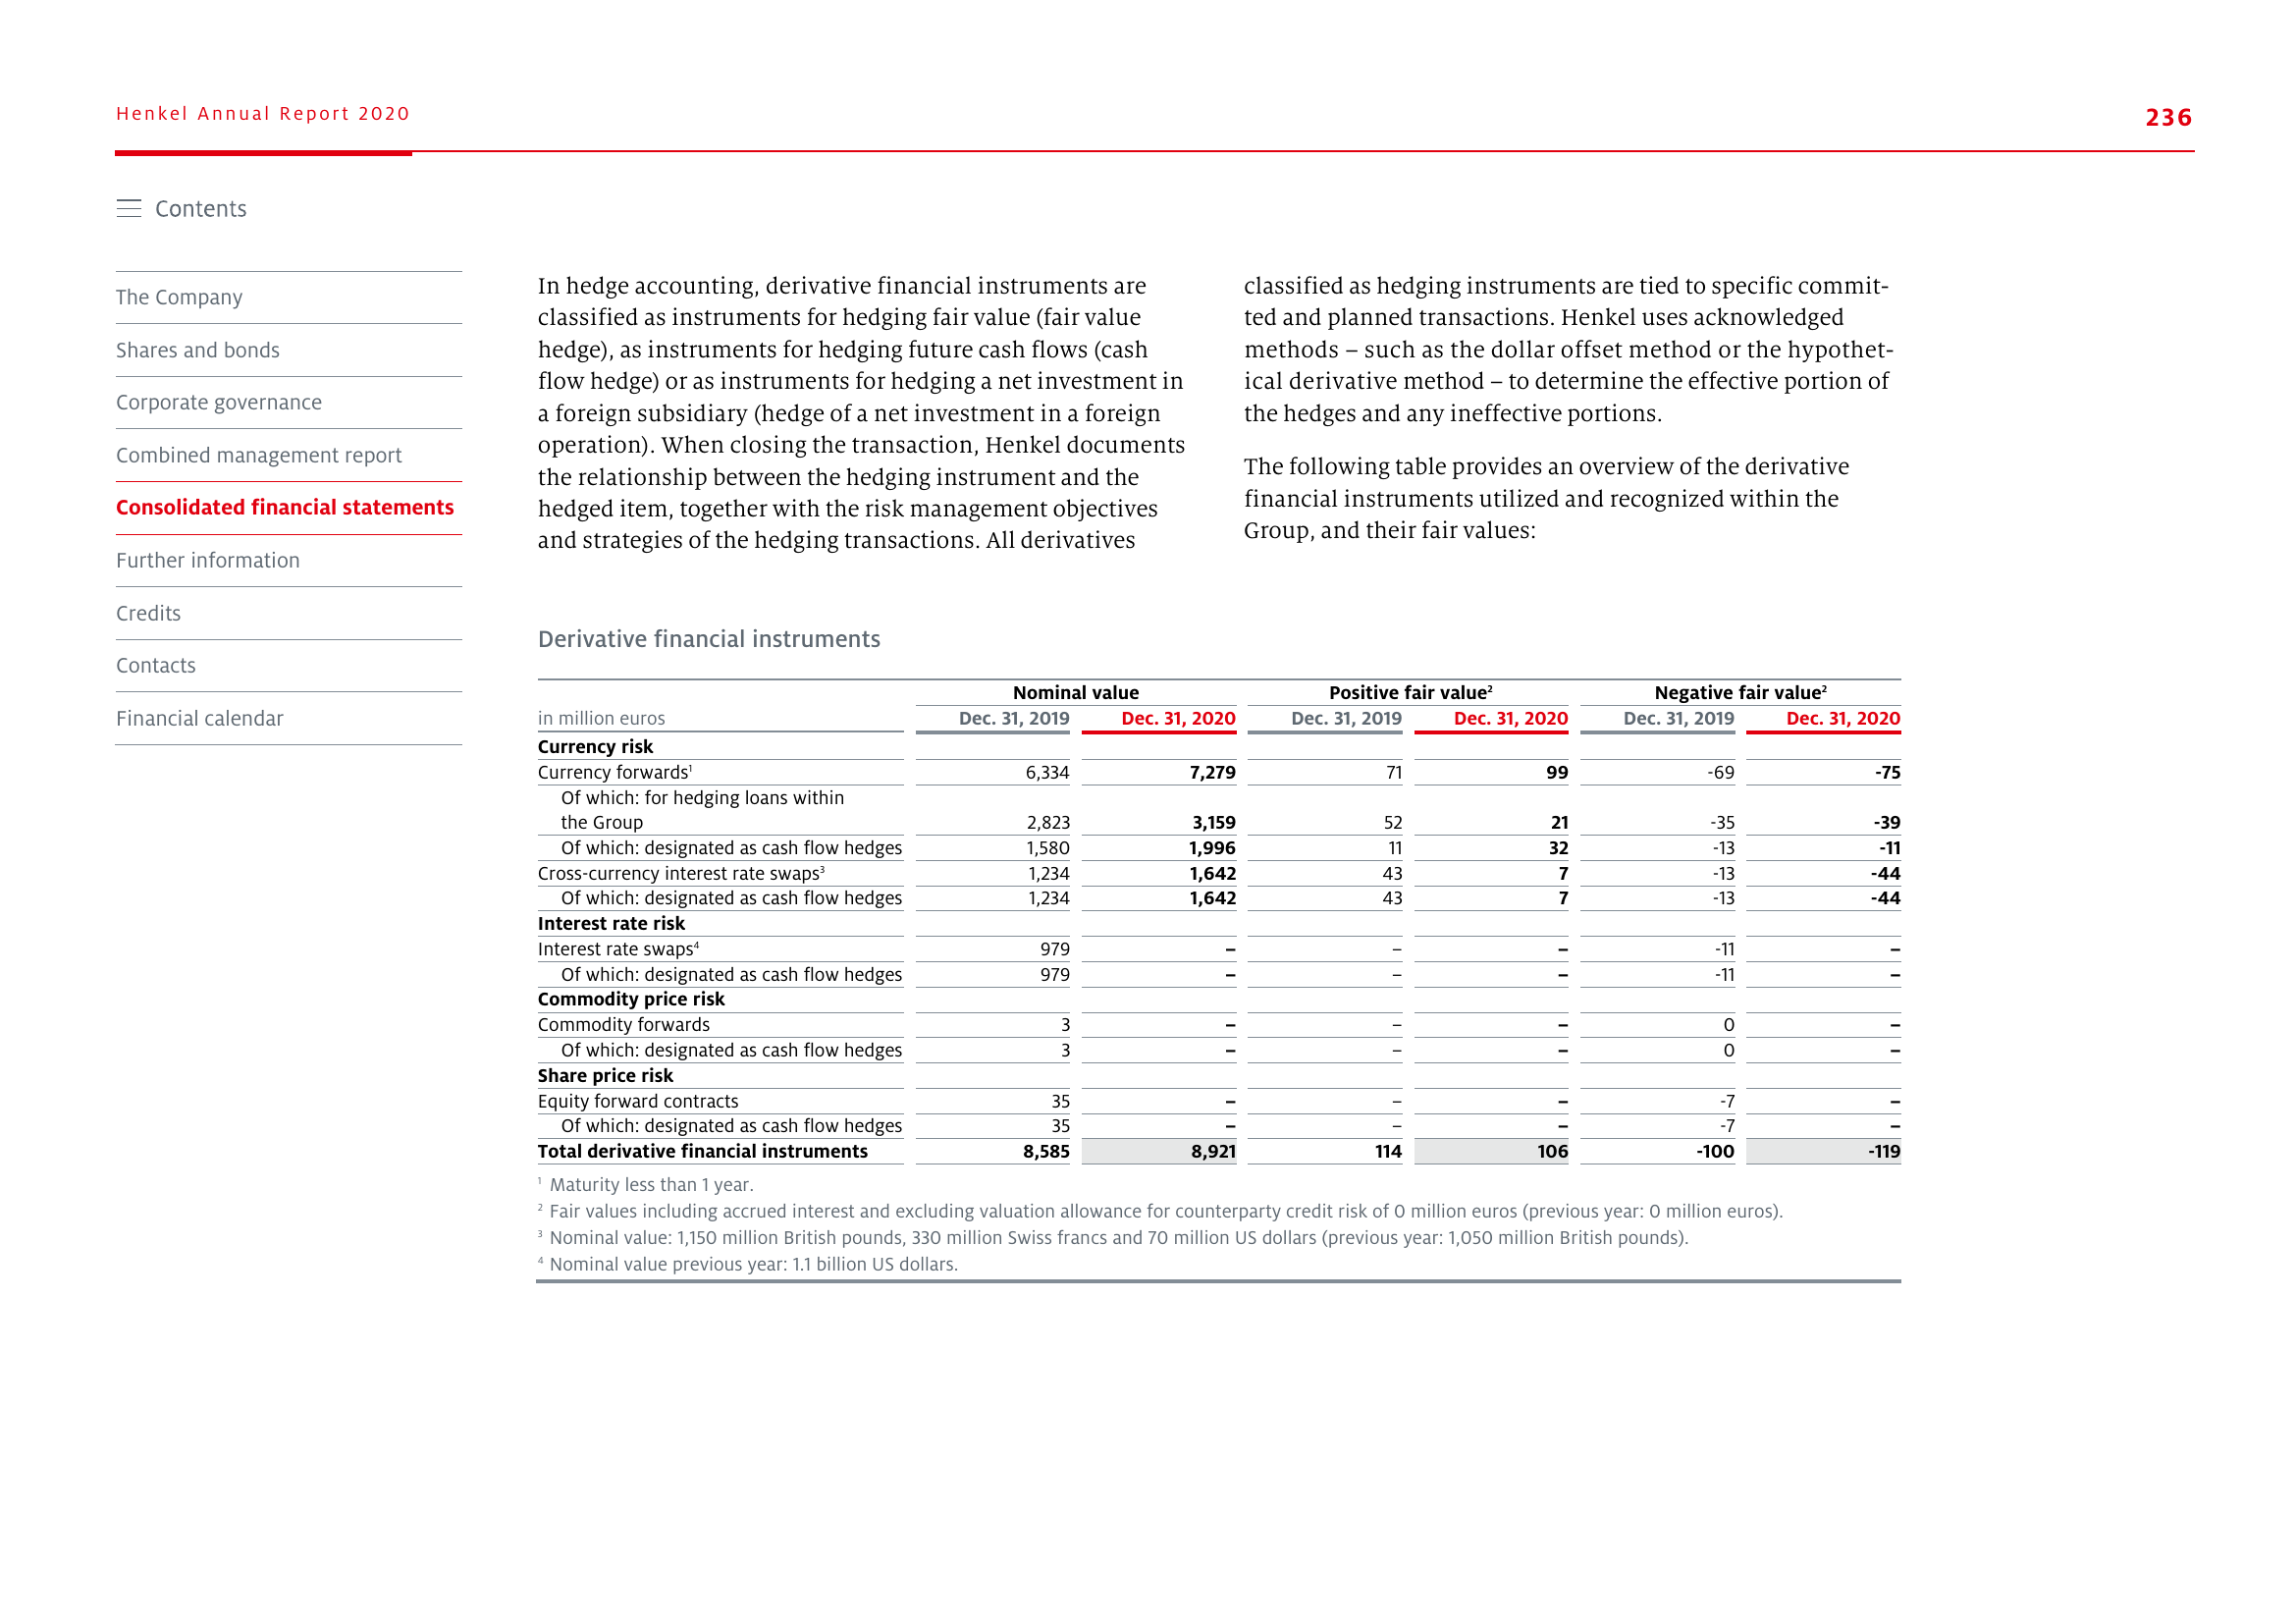 Henkel Annual Report 2020
236
Contents
The Company
Shares and bonds
Corporate governance
Combined management report
Consolidated financial statements
Further information
Credits
Contacts
Financial calendar
In hedge accounting, derivative financial instruments are
classified as instruments for hedging fair value (fair value
hedge), as instruments for hedging future cash flows (cash
flow hedge) or as instruments for hedging a net investment in
a foreign subsidiary (hedge of a net investment in a foreign
operation). When closing the transaction, Henkel documents
the relationship between the hedging instrument and the
hedged item, together with the risk management objectives
and strategies of the hedging transactions. All derivatives
classified as hedging instruments are tied to specific commit-
ted and planned transactions. Henkel uses acknowledged
methods – such as the dollar offset method or the hypothet-
ical derivative method – to determine the effective portion of
the hedges and any ineffective portions.
The following table provides an overview of the derivative
financial instruments utilized and recognized within the
Group, and their fair values:
Derivative financial instruments
Nominal value Positive fair value² Negative fair value²
in million euros Dec. 31, 2019 Dec. 31, 2020 Dec. 31, 2019 Dec. 31, 2020 Dec. 31, 2019 Dec. 31, 2020
Currency risk
Currency forwards¹ 6,334 7,279 71 99 -69 -75
Of which: for hedging loans within
the Group 2,823 3,159 52 21 -35 -39
Of which: designated as cash flow hedges 1,580 1,996 11 32 -13 -11
Cross-currency interest rate swaps³ 1,234 1,642 43 7 -13 -44
Of which: designated as cash flow hedges 1,234 1,642 43 7 -13 -44
Interest rate risk
Interest rate swaps⁴ 979 – – – -11 –
Of which: designated as cash flow hedges 979 – – – -11 –
Commodity price risk
Commodity forwards 3 – – – 0 –
Of which: designated as cash flow hedges 3 – – – 0 –
Share price risk
Equity forward contracts 35 – – – -7 –
Of which: designated as cash flow hedges 35 – – – -7 –
Total derivative financial instruments 8,585 8,921 114 106 -100 -119
¹ Maturity less than 1 year.
² Fair values including accrued interest and excluding valuation allowance for counterparty credit risk of 0 million euros (previous year: 0 million euros).
³ Nominal value: 1,150 million British pounds, 330 million Swiss francs and 70 million US dollars (previous year: 1,050 million British pounds).
⁴ Nominal value previous year: 1.1 billion US dollars.